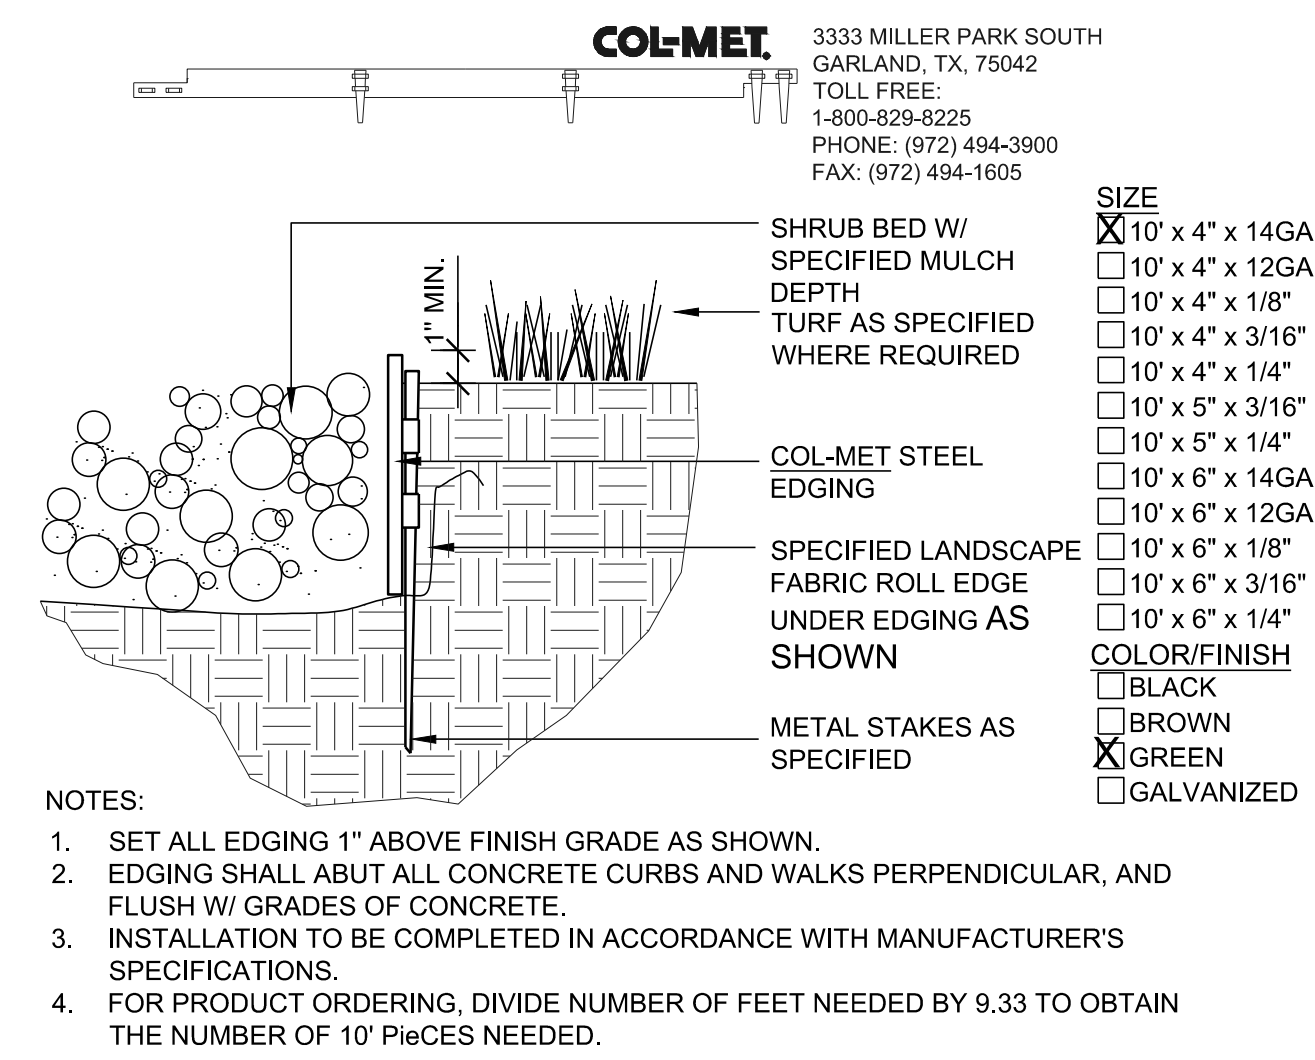 COL-MET.
3333 MILLER PARK SOUTH
GARLAND, TX, 75042
TOLL FREE:
1-800-829-8225
PHONE: (972) 494-3900
FAX: (972) 494-1605
1" MIN.
SHRUB BED W/
SPECIFIED MULCH
DEPTH
TURF AS SPECIFIED
WHERE REQUIRED
COL-MET STEEL
EDGING
SPECIFIED LANDSCAPE
FABRIC ROLL EDGE
UNDER EDGING AS
SHOWN
METAL STAKES AS
SPECIFIED
SIZE
X 10' x 4" x 14GA
10' x 4" x 12GA
10' x 4" x 1/8"
10' x 4" x 3/16"
10' x 4" x 1/4"
10' x 5" x 3/16"
10' x 5" x 1/4"
10' x 6" x 14GA
10' x 6" x 12GA
10' x 6" x 1/8"
10' x 6" x 3/16"
10' x 6" x 1/4"
COLOR/FINISH
BLACK
BROWN
X GREEN
GALVANIZED
NOTES:
1. SET ALL EDGING 1" ABOVE FINISH GRADE AS SHOWN.
2. EDGING SHALL ABUT ALL CONCRETE CURBS AND WALKS PERPENDICULAR, AND
FLUSH W/ GRADES OF CONCRETE.
3. INSTALLATION TO BE COMPLETED IN ACCORDANCE WITH MANUFACTURER'S
SPECIFICATIONS.
4. FOR PRODUCT ORDERING, DIVIDE NUMBER OF FEET NEEDED BY 9.33 TO OBTAIN
THE NUMBER OF 10' PieCES NEEDED.